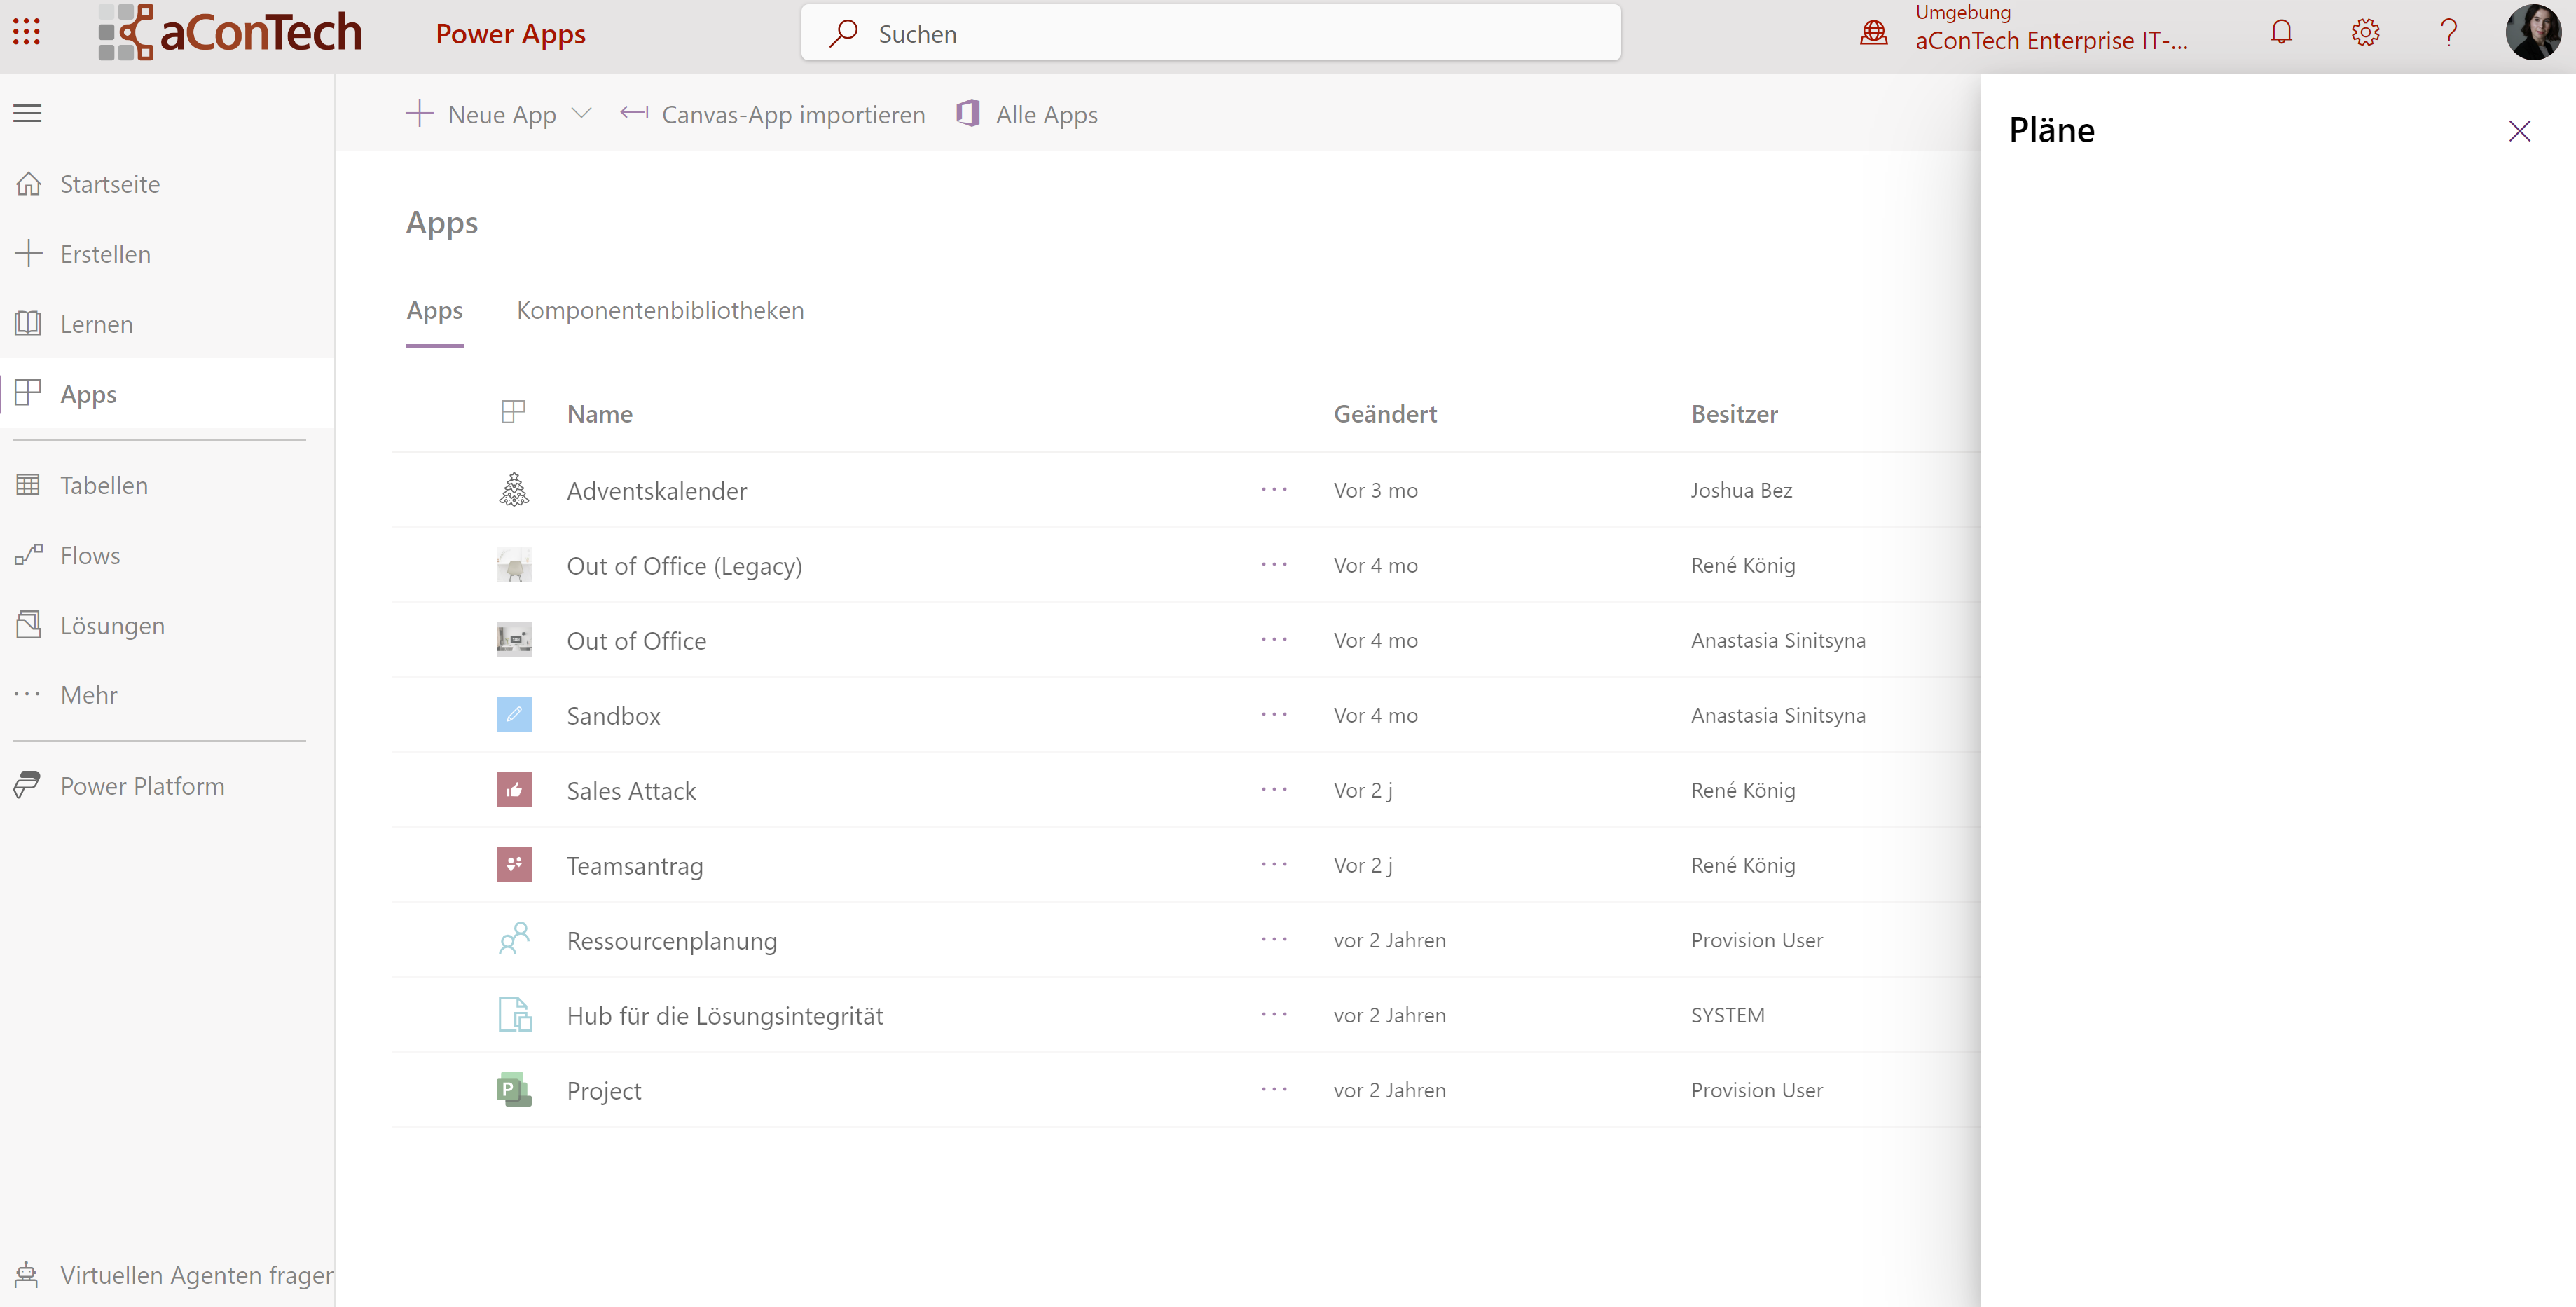 aConTech
Power Apps
Suchen
Umgebung
aConTech Enterprise IT-...
Neue App
Canvas-App importieren
Alle Apps
Pläne
Startseite
Erstellen
Lernen
Apps
Tabellen
Flows
Lösungen
Mehr
Power Platform
Virtuellen Agenten frager
Apps
Apps Komponentenbibliotheken
Name Geändert Besitzer
Adventskalender Vor 3 mo Joshua Bez
Out of Office (Legacy) Vor 4 mo René König
Out of Office Vor 4 mo Anastasia Sinitsyna
Sandbox Vor 4 mo Anastasia Sinitsyna
Sales Attack Vor 2 j René König
Teamsantrag Vor 2 j René König
Ressourcenplanung vor 2 Jahren Provision User
Hub für die Lösungsintegrität vor 2 Jahren SYSTEM
P Project vor 2 Jahren Provision User